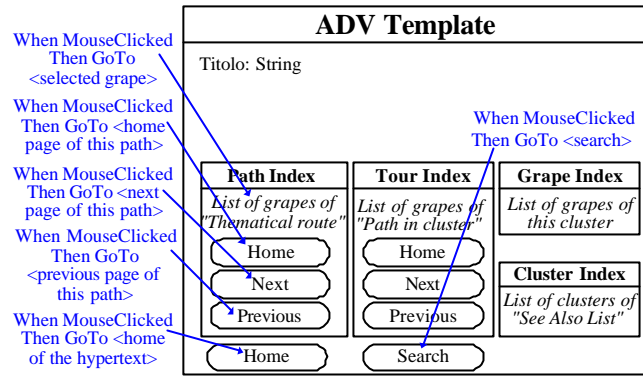 ADV Template
When MouseClicked
Then GoTo
<selected grape>
Titolo: String
When MouseClicked
Then GoTo <home
page of this path>
When MouseClicked
Then GoTo <search>
When MouseClicked
Then GoTo <next
page of this path>
When MouseClicked
Then GoTo
<previous page of
this path>
When MouseClicked
Then GoTo <home
of the hypertext>
Path Index
List of grapes of
"Thematical route"
Home
Next
Previous
Tour Index
List of grapes of
"Path in cluster"
Home
Next
Previous
Grape Index
List of grapes of
this cluster
Cluster Index
List of clusters of
"See Also List"
Home
Search